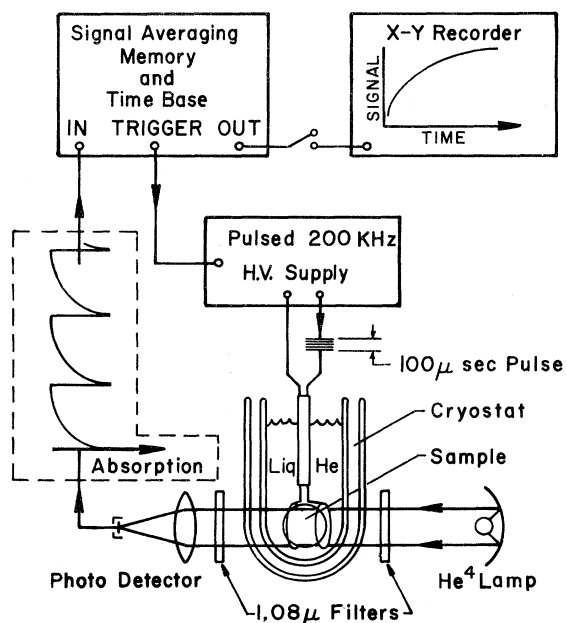 Signal Averaging
Memory
and
Time Base
IN TRIGGER OUT
X-Y Recorder
SIGNAL
TIME
Pulsed 200 KHz
H.V. Supply
100μ sec Pulse
Cryostat
Liq He
Sample
Absorption
Photo Detector
1,08μ Filters
He⁴ Lamp